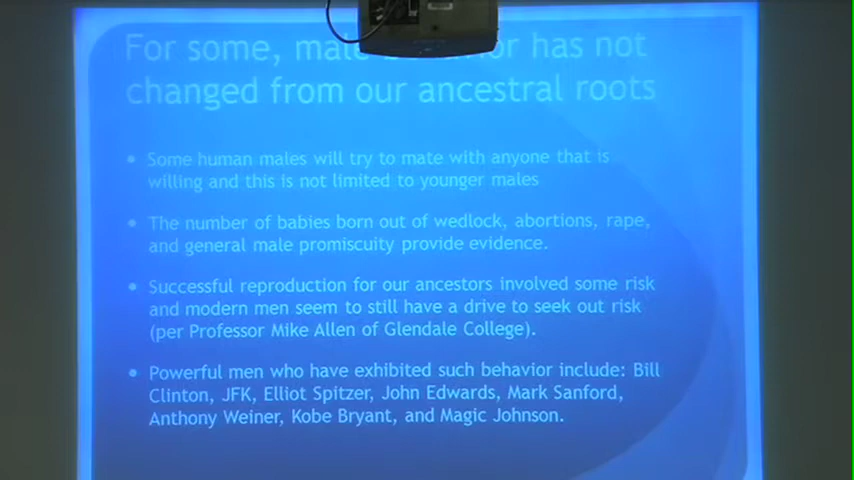 For some, male behavior has not
changed from our ancestral roots
• Some human males will try to mate with anyone that is
willing and this is not limited to younger males
• The number of babies born out of wedlock, abortions, rape,
and general male promiscuity provide evidence.
• Successful reproduction for our ancestors involved some risk
and modern men seem to still have a drive to seek out risk
(per Professor Mike Allen of Glendale College).
• Powerful men who have exhibited such behavior include: Bill
Clinton, JFK, Elliot Spitzer, John Edwards, Mark Sanford,
Anthony Weiner, Kobe Bryant, and Magic Johnson.